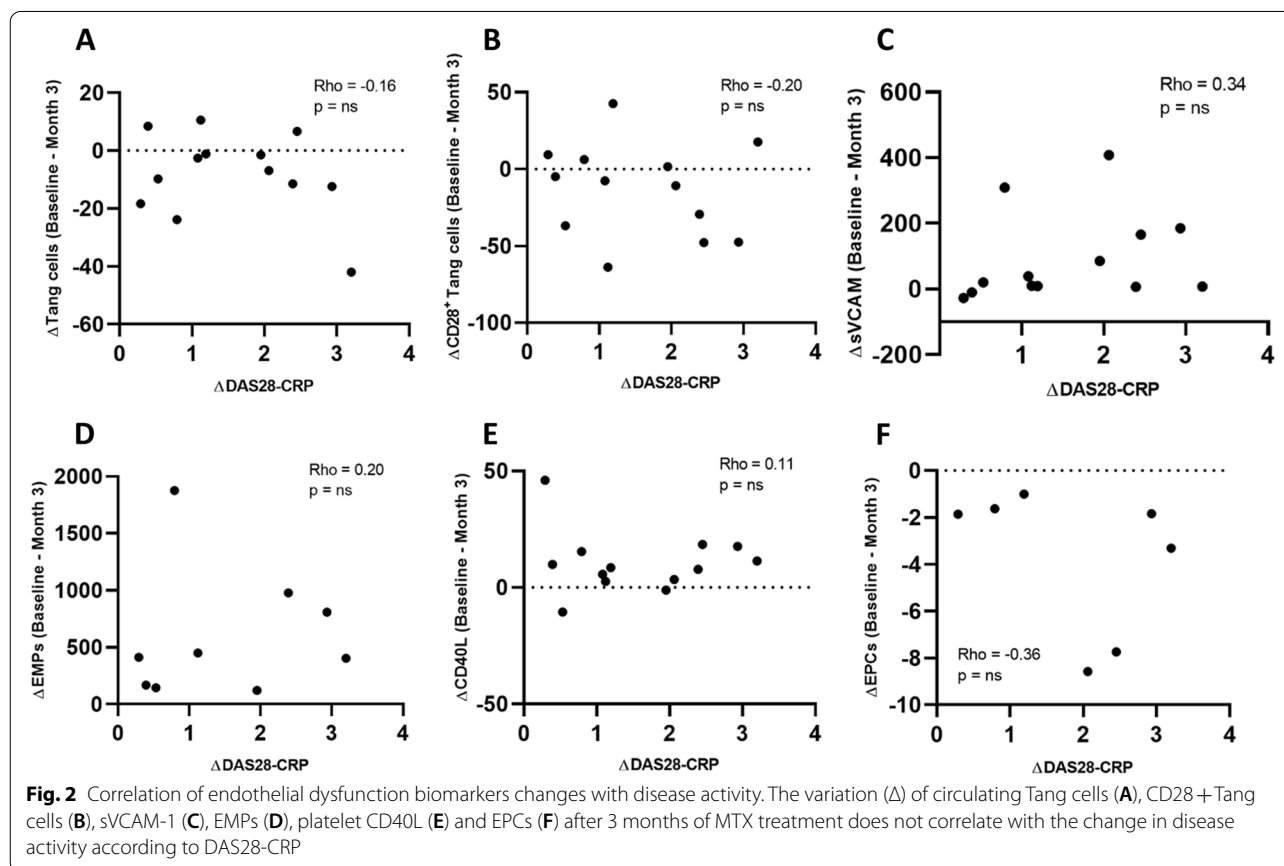 A
ΔTang cells (Baseline - Month 3)
20
0
-20
-40
-60
0 1 2 3 4
Rho = -0.16
p = ns
ΔDAS28-CRP
B
ΔCD28+ Tang cells (Baseline - Month 3)
50
0
-50
-100
0 1 2 3 4
Rho = -0.20
p = ns
ΔDAS28-CRP
C
ΔsVCAM (Baseline - Month 3)
600
400
200
0
-200
1 2 3 4
Rho = 0.34
p = ns
ΔDAS28-CRP
D
ΔEMPs (Baseline - Month 3)
2000
1500
1000
500
0
0 1 2 3 4
Rho = 0.20
p = ns
ΔDAS28-CRP
E
ΔCD40L (Baseline - Month 3)
50
0
-50
0 1 2 3 4
Rho = 0.11
p = ns
ΔDAS28-CRP
F
ΔEPCs (Baseline - Month 3)
0
-2
-4
-6
-8
-10
0 1 2 3 4
Rho = -0.36
p = ns
ΔDAS28-CRP
Fig. 2 Correlation of endothelial dysfunction biomarkers changes with disease activity. The variation (Δ) of circulating Tang cells (A), CD28 + Tang
cells (B), sVCAM-1 (C), EMPs (D), platelet CD40L (E) and EPCs (F) after 3 months of MTX treatment does not correlate with the change in disease
activity according to DAS28-CRP